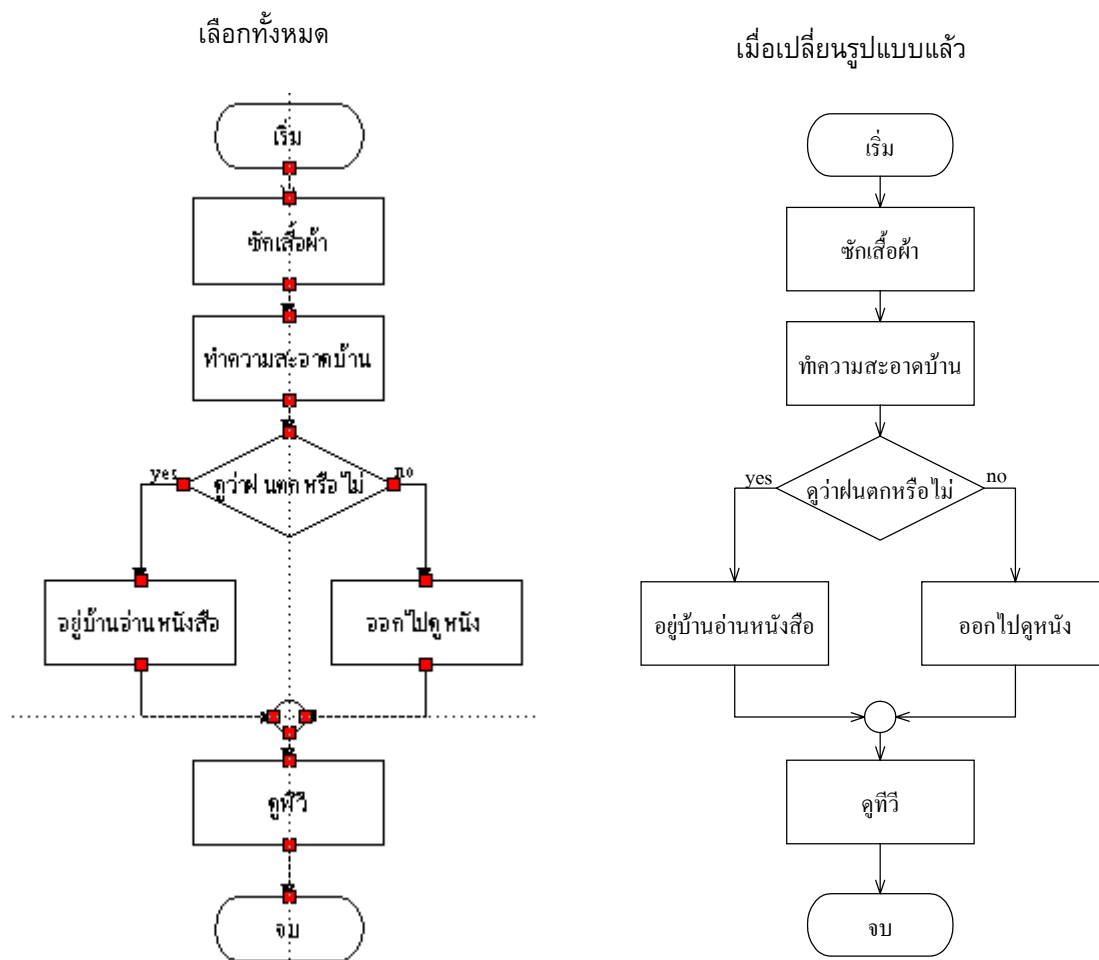 เลือกทั้งหมด
เริ่ม
ซักเสื้อผ้า
ทำความสะอาดบ้าน
yes
ดูว่าฝนตกหรือไม่
no
อยู่บ้านอ่านหนังสือ
ออกไปดูหนัง
ดูทีวี
จบ
เมื่อเปลี่ยนรูปแบบแล้ว
เริ่ม
ซักเสื้อผ้า
ทำความสะอาดบ้าน
yes
ดูว่าฝนตกหรือไม่
no
อยู่บ้านอ่านหนังสือ
ออกไปดูหนัง
ดูทีวี
จบ